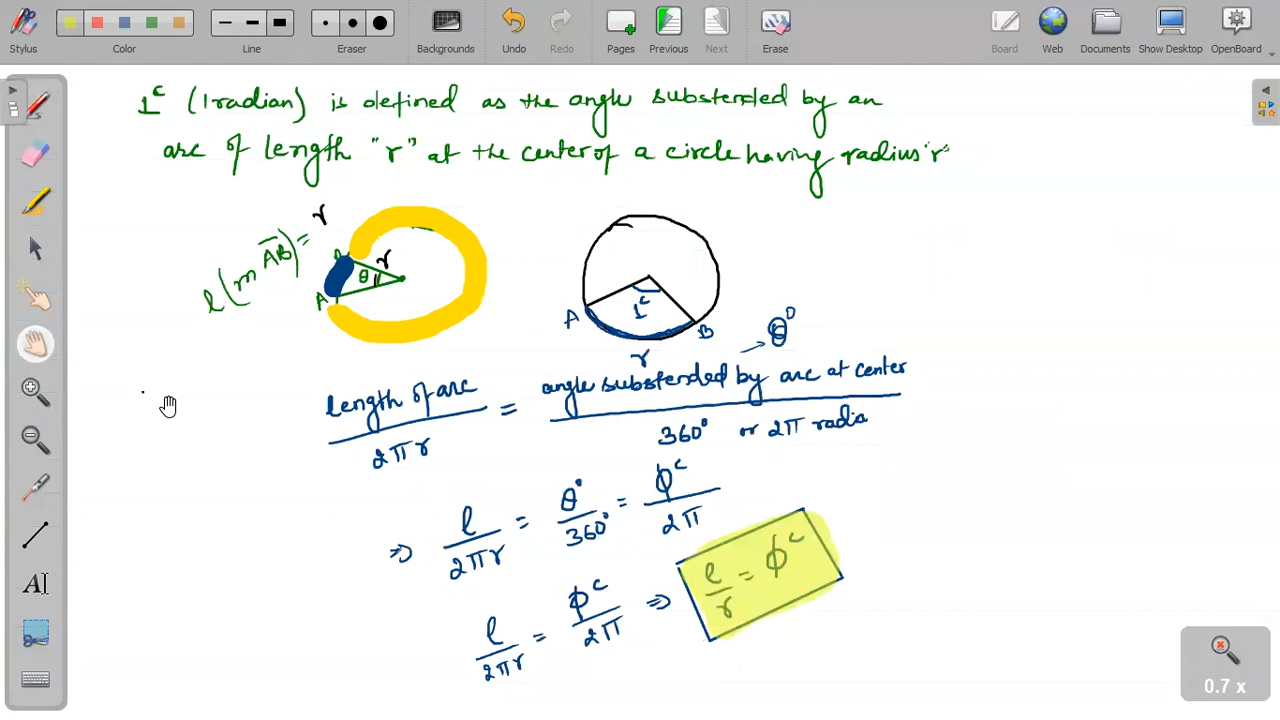 Stylus
Color
Line
Eraser
Backgrounds
Undo
Redo
Pages
Previous
Next
Erase
Board
Web
Documents
Show Desktop
OpenBoard
1ᶜ (1radian) is defined as the angle substended by an
arc of length "r" at the center of a circle having radius 'r'
l(m AB) = r
r
θ
A
1ᶜ
A
B
r
θ°
length of arc / 2πr = angle substended by arc at center / 360° or 2π radia
⇒ l/2πr = θ°/360° = ϕᶜ/2π
l/2πr = ϕᶜ/2π ⇒ l/r = ϕᶜ
AI
0.7 x